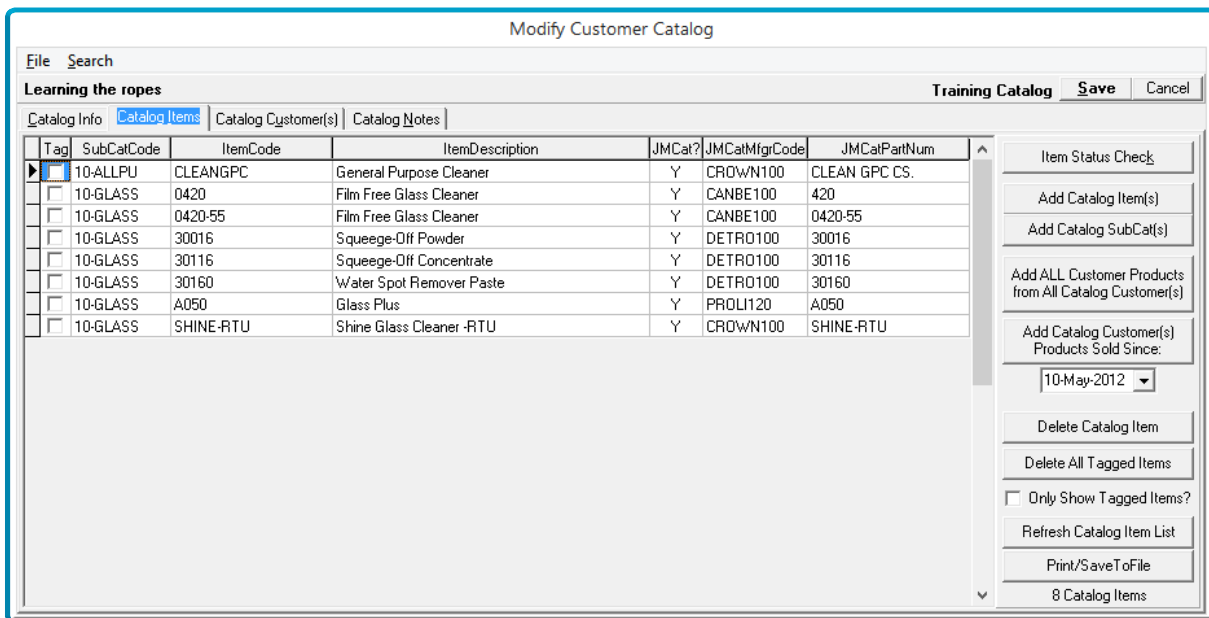 Modify Customer Catalog
File Search
Learning the ropes Training Catalog Save Cancel
Catalog Info Catalog Items Catalog Customer(s) Catalog Notes
Tag SubCatCode ItemCode ItemDescription JMCat? JMCatMfgrCode JMCatPartNum
10-ALLPU CLEANGPC General Purpose Cleaner Y CROWN100 CLEAN GPC CS.
10-GLASS 0420 Film Free Glass Cleaner Y CANBE100 420
10-GLASS 0420-55 Film Free Glass Cleaner Y CANBE100 0420-55
10-GLASS 30016 Squeege-Off Powder Y DETRO100 30016
10-GLASS 30116 Squeege-Off Concentrate Y DETRO100 30116
10-GLASS 30160 Water Spot Remover Paste Y DETRO100 30160
10-GLASS A050 Glass Plus Y PROLI120 A050
10-GLASS SHINE-RTU Shine Glass Cleaner -RTU Y CROWN100 SHINE-RTU
Item Status Check
Add Catalog Item(s)
Add Catalog SubCat(s)
Add ALL Customer Products
from All Catalog Customer(s)
Add Catalog Customer(s)
Products Sold Since:
10-May-2012
Delete Catalog Item
Delete All Tagged Items
Only Show Tagged Items?
Refresh Catalog Item List
Print/SaveToFile
8 Catalog Items